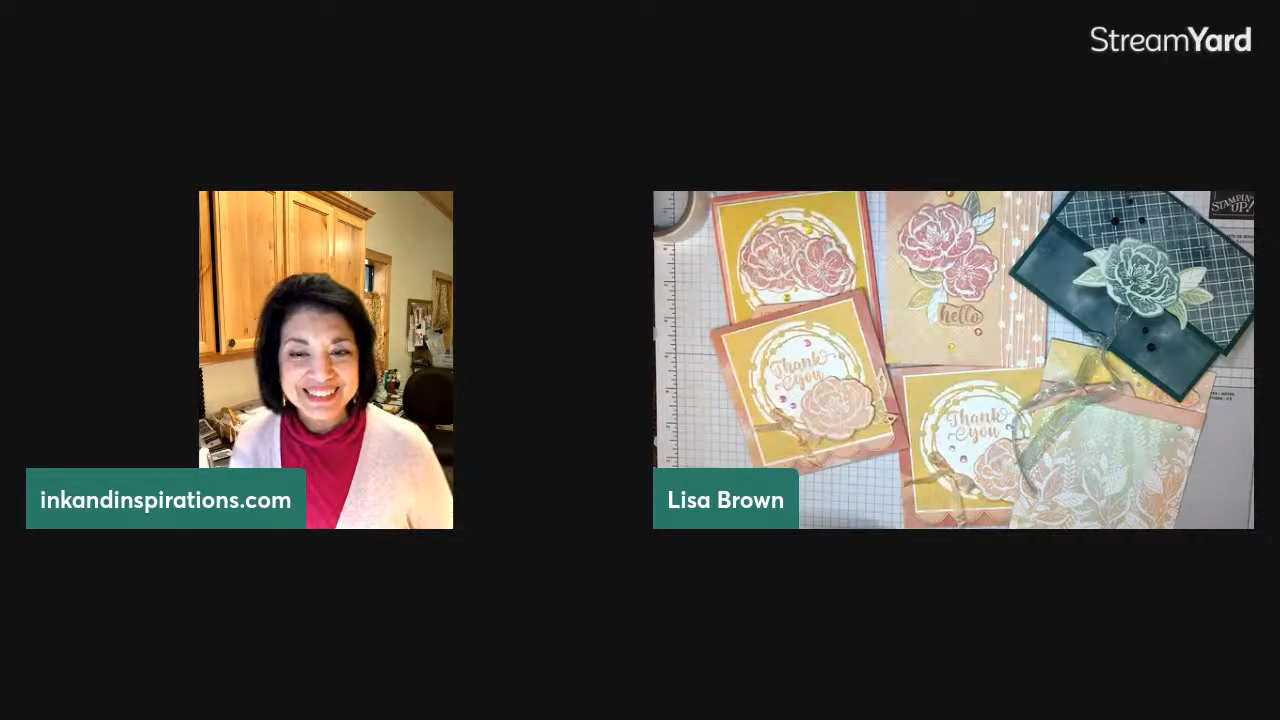 StreamYard
STAMPIN'
UP!
hello
Thank
you
Thank
you
inkandinspirations.com
Lisa Brown